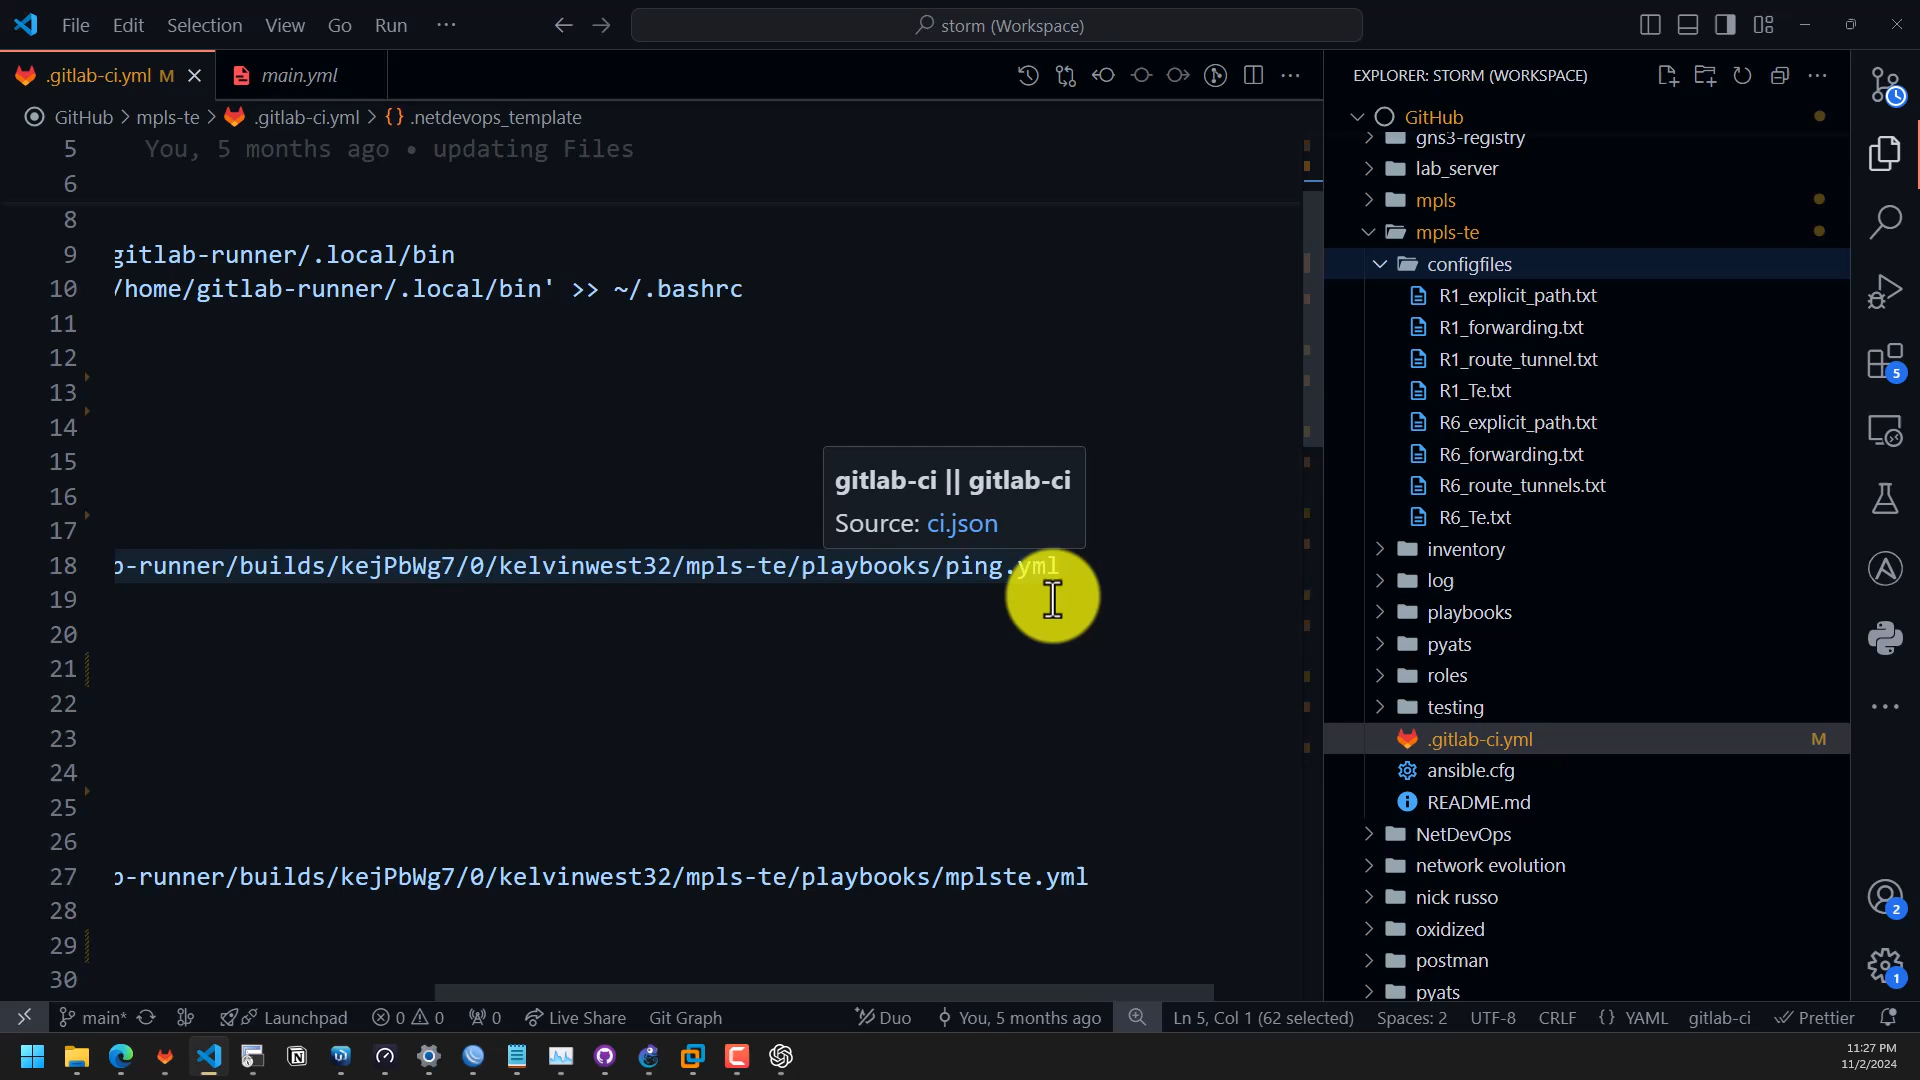 File Edit Selection View Go Run ···
storm (Workspace)
.gitlab-ci.yml M
main.yml
GitHub > mpls-te > .gitlab-ci.yml > {} .netdevops_template
5 You, 5 months ago • updating Files
6
8
9 gitlab-runner/.local/bin
10 /home/gitlab-runner/.local/bin' >> ~/.bashrc
11
12
13
14
15
16
17
gitlab-ci || gitlab-ci
Source: ci.json
18 b-runner/builds/kejPbWg7/0/kelvinwest32/mpls-te/playbooks/ping.yml
19
20
21
22
23
24
25
26
27 b-runner/builds/kejPbWg7/0/kelvinwest32/mpls-te/playbooks/mplste.yml
28
29
30
EXPLORER: STORM (WORKSPACE)
GitHub
gns3-registry
lab_server
mpls
mpls-te
configfiles
R1_explicit_path.txt
R1_forwarding.txt
R1_route_tunnel.txt
R1_Te.txt
R6_explicit_path.txt
R6_forwarding.txt
R6_route_tunnels.txt
R6_Te.txt
inventory
log
playbooks
pyats
roles
testing
.gitlab-ci.yml M
ansible.cfg
README.md
NetDevOps
network evolution
nick russo
oxidized
postman
pyats
5
2
1
main* Launchpad 0 0 0 Live Share Git Graph Duo You, 5 months ago Ln 5, Col 1 (62 selected) Spaces: 2 UTF-8 CRLF {} YAML gitlab-ci Prettier
11:27 PM
11/2/2024